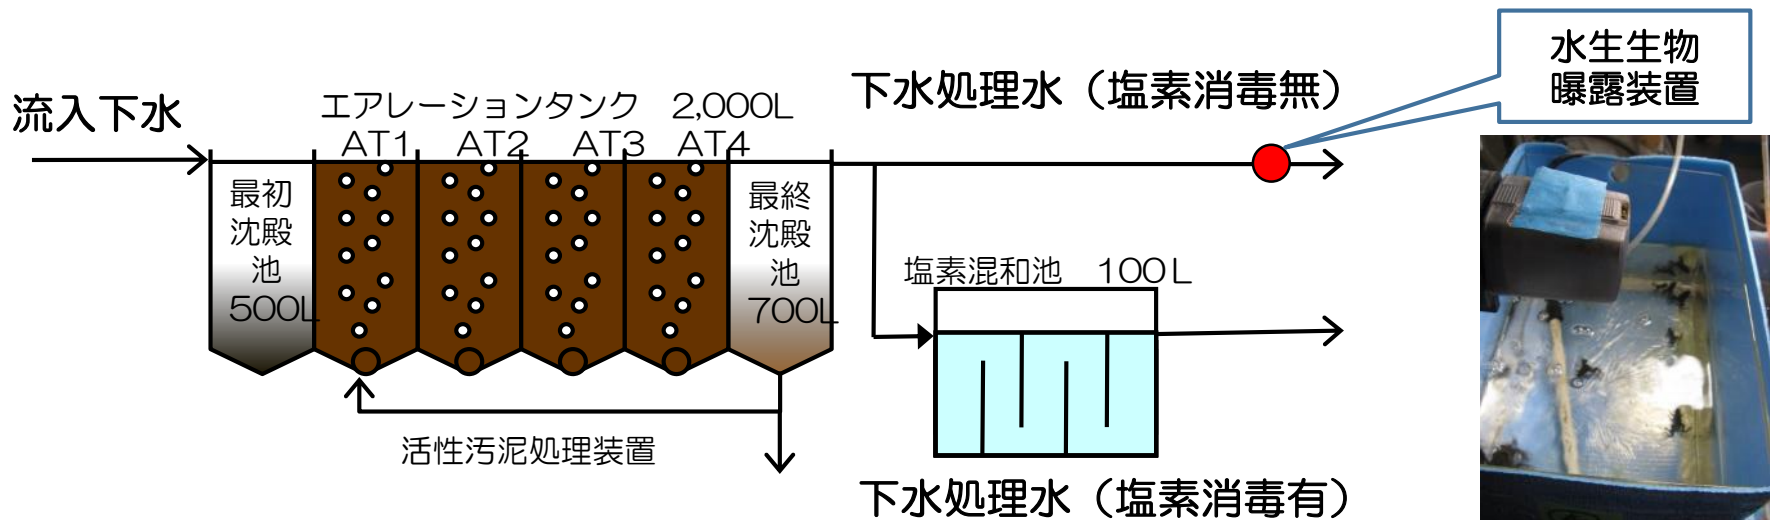 流入下水
エアレーションタンク 2,000L
AT1 AT2 AT3 AT4
最初
沈殿
池
500L
最終
沈殿
池
700L
活性汚泥処理装置
下水処理水（塩素消毒無）
水生生物
曝露装置
塩素混和池 100L
下水処理水（塩素消毒有）